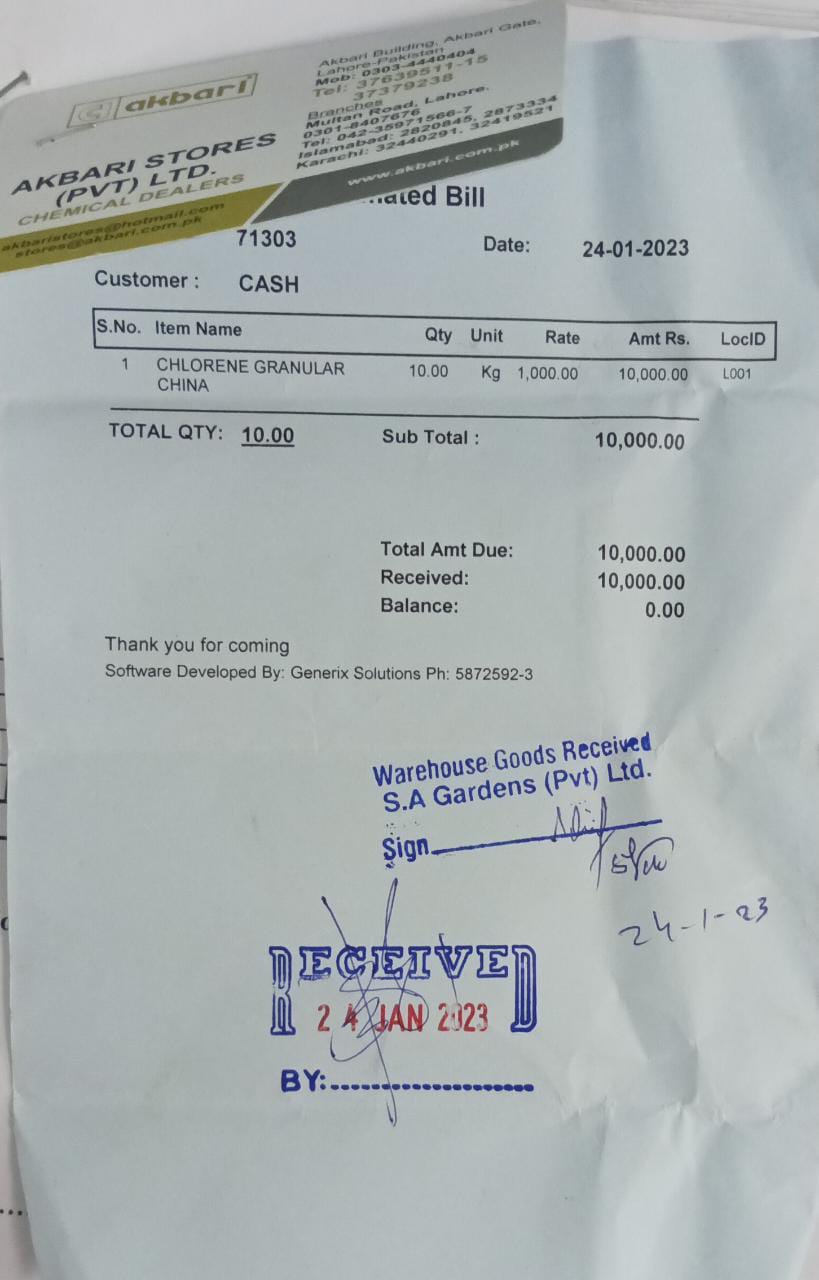 akbari
AKBARI STORES
(PVT) LTD.
CHEMICAL DEALERS
akbaristores@hotmail.com
stores@akbari.com.pk
Akbari Building, Akbari Gate,
Lahore-Pakistan
Mob: 0303-4440404
Tel: 37639511-15
37379238
Branches
Multan Road, Lahore.
0301-8407676
Tel: 042-35971566-7
Islamabad: 2820845, 2873334
Karachi: 32440291, 32419521
www.akbari.com.pk
Bill
71303 Date: 24-01-2023
Customer : CASH
S.No. Item Name Qty Unit Rate Amt Rs. LocID
1 CHLORENE GRANULAR 10.00 Kg 1,000.00 10,000.00 L001
CHINA
TOTAL QTY: 10.00 Sub Total : 10,000.00
Total Amt Due: 10,000.00
Received: 10,000.00
Balance: 0.00
Thank you for coming
Software Developed By: Generix Solutions Ph: 5872592-3
Warehouse Goods Received
S.A Gardens (Pvt) Ltd.
Sign
24-1-23
RECEIVED
24 JAN 2023
BY: